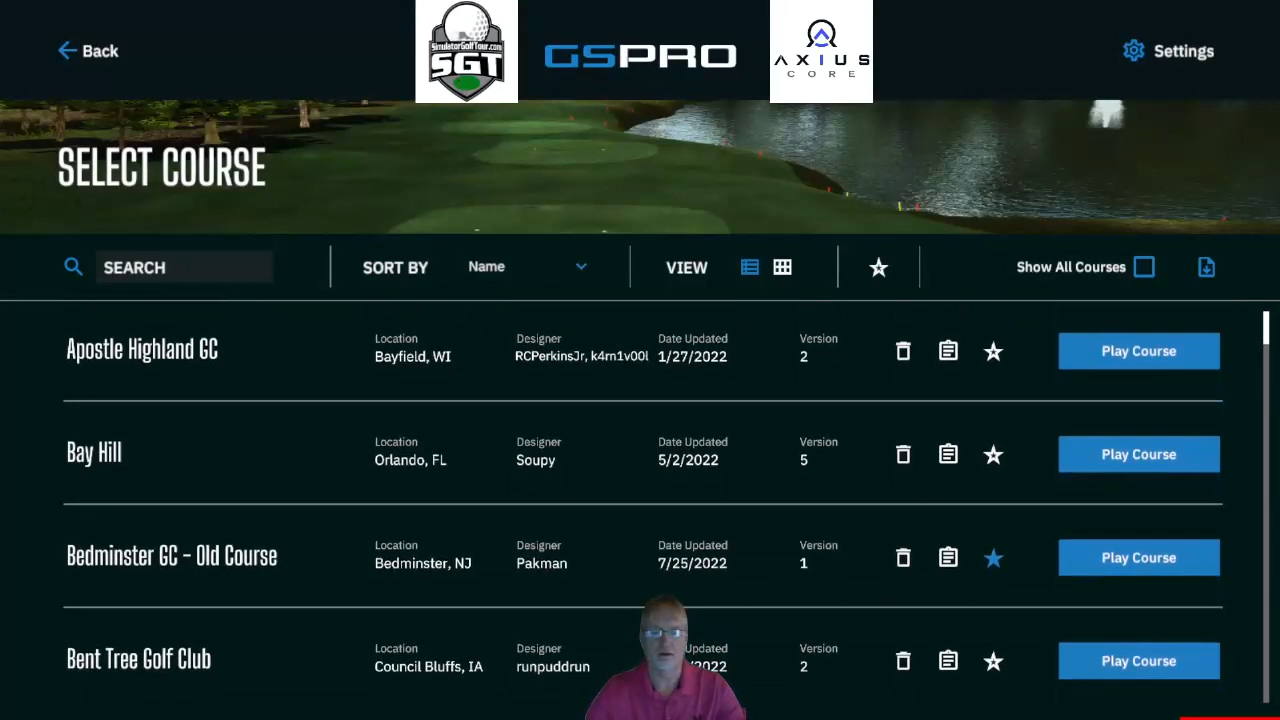 Back
SimulatorGolfTour.com
SGT
GSPRO
AXIUS
CORE
Settings
SELECT COURSE
SEARCH
SORT BY
Name
VIEW
Show All Courses
Apostle Highland GC
Location
Bayfield, WI
Designer
RCPerkinsJr, k4rn1v00l
Date Updated
1/27/2022
Version
2
Play Course
Bay Hill
Location
Orlando, FL
Designer
Soupy
Date Updated
5/2/2022
Version
5
Play Course
Bedminster GC - Old Course
Location
Bedminster, NJ
Designer
Pakman
Date Updated
7/25/2022
Version
1
Play Course
Bent Tree Golf Club
Location
Council Bluffs, IA
Designer
runpuddrun
Updated
/2022
Version
2
Play Course